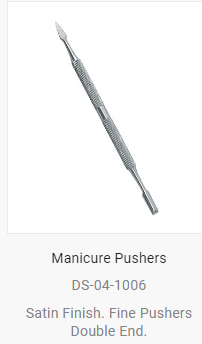 Manicure Pushers
DS-04-1006
Satin Finish. Fine Pushers
Double End.